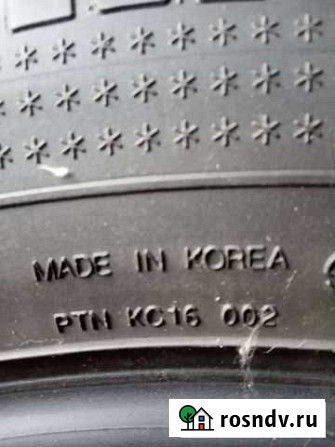 MADE IN KOREA
PTN KC16 002
rosndv.ru